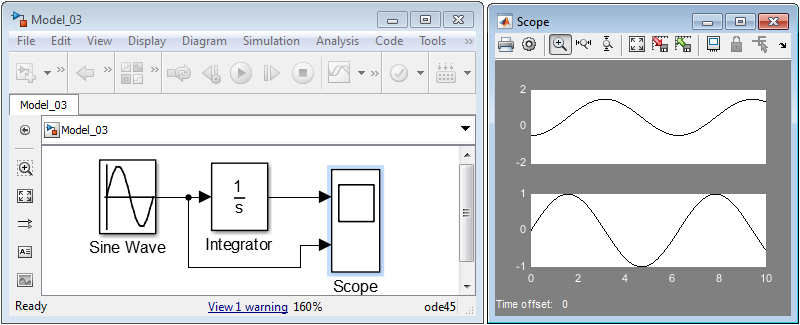 Model_03
File Edit View Display Diagram Simulation Analysis Code Tools »
» » »
Model_03
Model_03
1
s
Sine Wave
Integrator
Scope
Ready View 1 warning 160% ode45
Scope
2
0
-2
1
0
-1
0 2 4 6 8 10
Time offset: 0